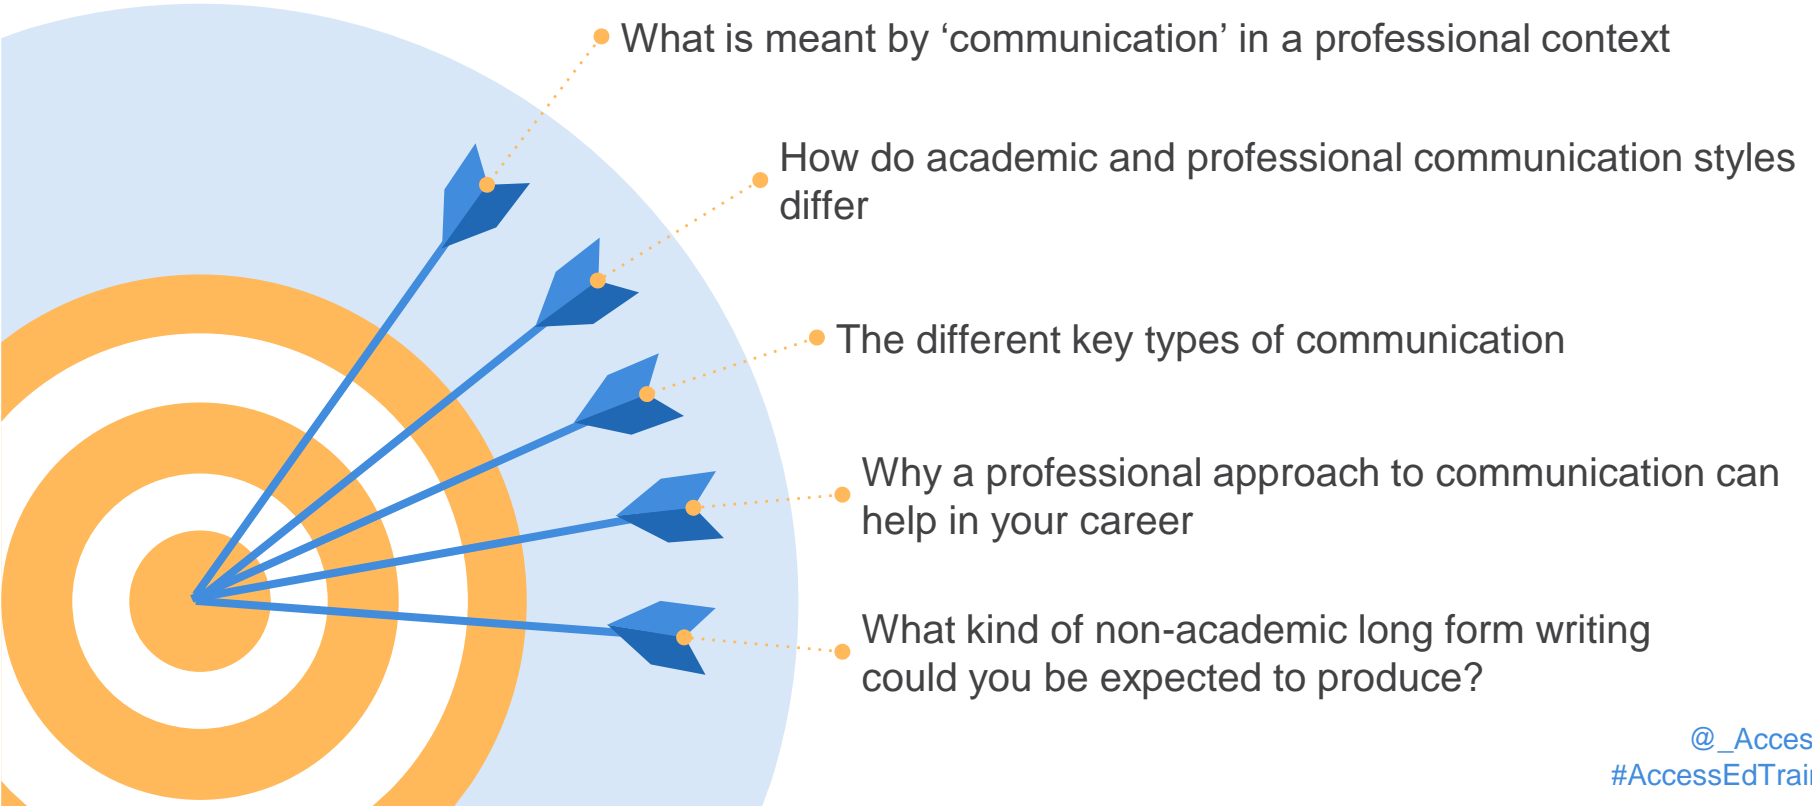 What is meant by ‘communication’ in a professional context
How do academic and professional communication styles
differ
The different key types of communication
Why a professional approach to communication can
help in your career
What kind of non-academic long form writing
could you be expected to produce?
@_Acces
#AccessEdTrain